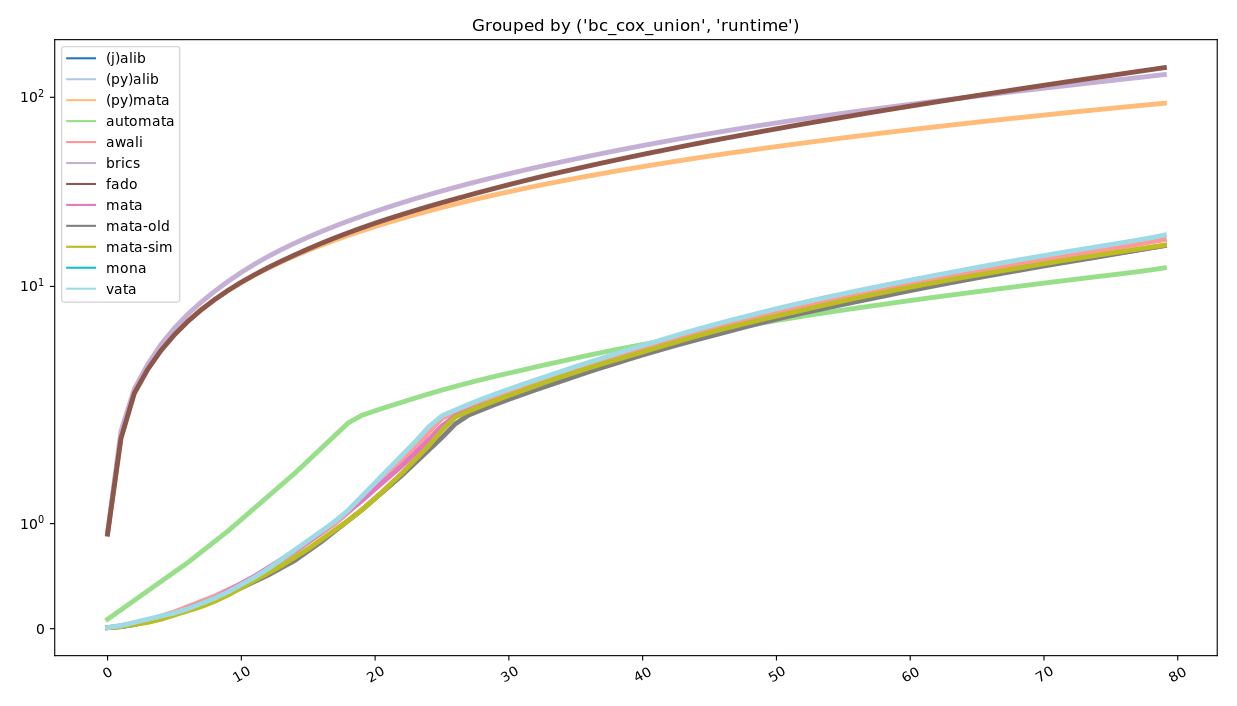 Grouped by ('bc_cox_union', 'runtime')
(j)alib
(py)alib
(py)mata
automata
awali
brics
fado
mata
mata-old
mata-sim
mona
vata
10²
10¹
10⁰
0
0 10 20 30 40 50 60 70 80